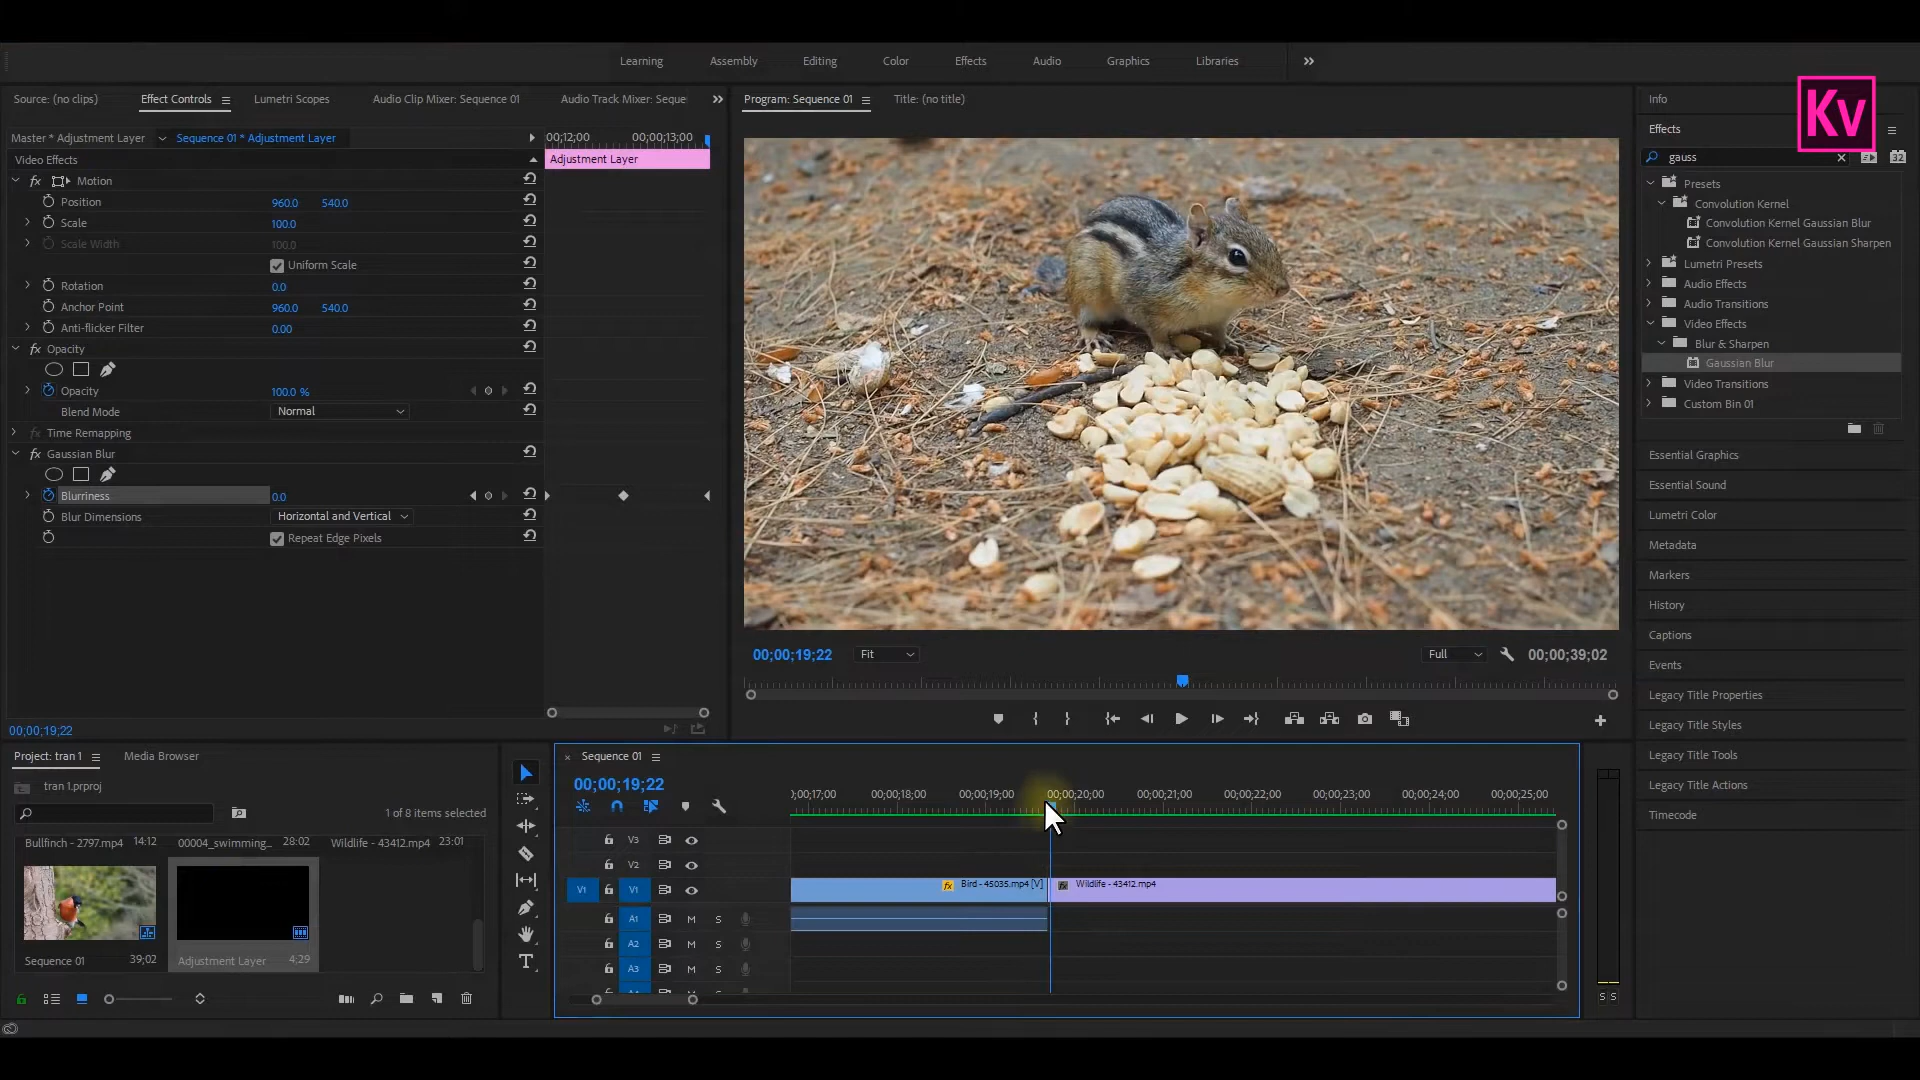 Learning Assembly Editing Color Effects Audio Graphics Libraries
Kv
Source: (no clips) Effect Controls Lumetri Scopes Audio Clip Mixer: Sequence 01 Audio Track Mixer: Seque
Master * Adjustment Layer Sequence 01 * Adjustment Layer
00;12;00 00;00;13;00
Video Effects
Adjustment Layer
fx Motion
Position 960.0 540.0
Scale 100.0
Scale Width 100.0
Uniform Scale
Rotation 0.0
Anchor Point 960.0 540.0
Anti-flicker Filter 0.00
fx Opacity
Opacity 100.0 %
Blend Mode Normal
fx Time Remapping
fx Gaussian Blur
Blurriness 0.0
Blur Dimensions Horizontal and Vertical
Repeat Edge Pixels
00;00;19;22
Program: Sequence 01 Title: (no title)
00;00;19;22 Fit Full 00;00;39;02
Info
Effects
gauss
32
Presets
Convolution Kernel
Convolution Kernel Gaussian Blur
Convolution Kernel Gaussian Sharpen
Lumetri Presets
Audio Effects
Audio Transitions
Video Effects
Blur & Sharpen
Gaussian Blur
Video Transitions
Custom Bin 01
Essential Graphics
Essential Sound
Lumetri Color
Metadata
Markers
History
Captions
Events
Legacy Title Properties
Legacy Title Styles
Legacy Title Tools
Legacy Title Actions
Timecode
Project: tran 1 Media Browser
tran 1.prproj
1 of 8 items selected
Bullfinch - 2797.mp4 14:12 00004_swimming... 28:02 Wildlife - 43412.mp4 23:01
Sequence 01 39;02 Adjustment Layer 4:29
T
Sequence 01
00;00;19;22
;00;17;00 00;00;18;00 00;00;19;00 00;00;20;00 00;00;21;00 00;00;22;00 00;00;23;00 00;00;24;00 00;00;25;00
V3
V2
V1 V1 fx Bird - 45035.mp4 [V] fx Wildlife - 43412.mp4
A1 M S
A2 M S
A3 M S
S S